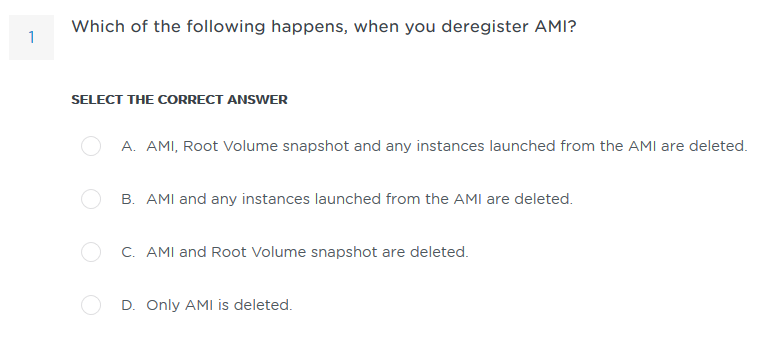 1
Which of the following happens, when you deregister AMI?
SELECT THE CORRECT ANSWER
A. AMI, Root Volume snapshot and any instances launched from the AMI are deleted.
B. AMI and any instances launched from the AMI are deleted.
C. AMI and Root Volume snapshot are deleted.
D. Only AMI is deleted.